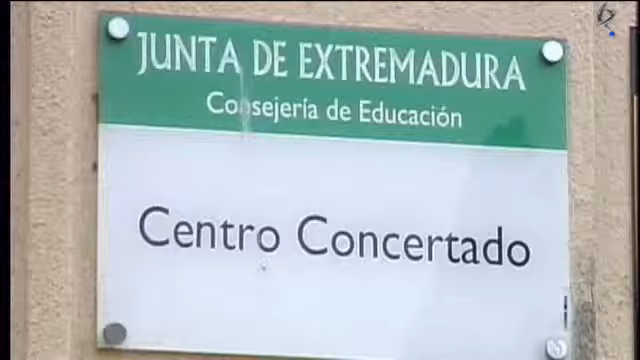 JUNTA DE EXTREMADURA
Consejería de Educación
Centro Concertado